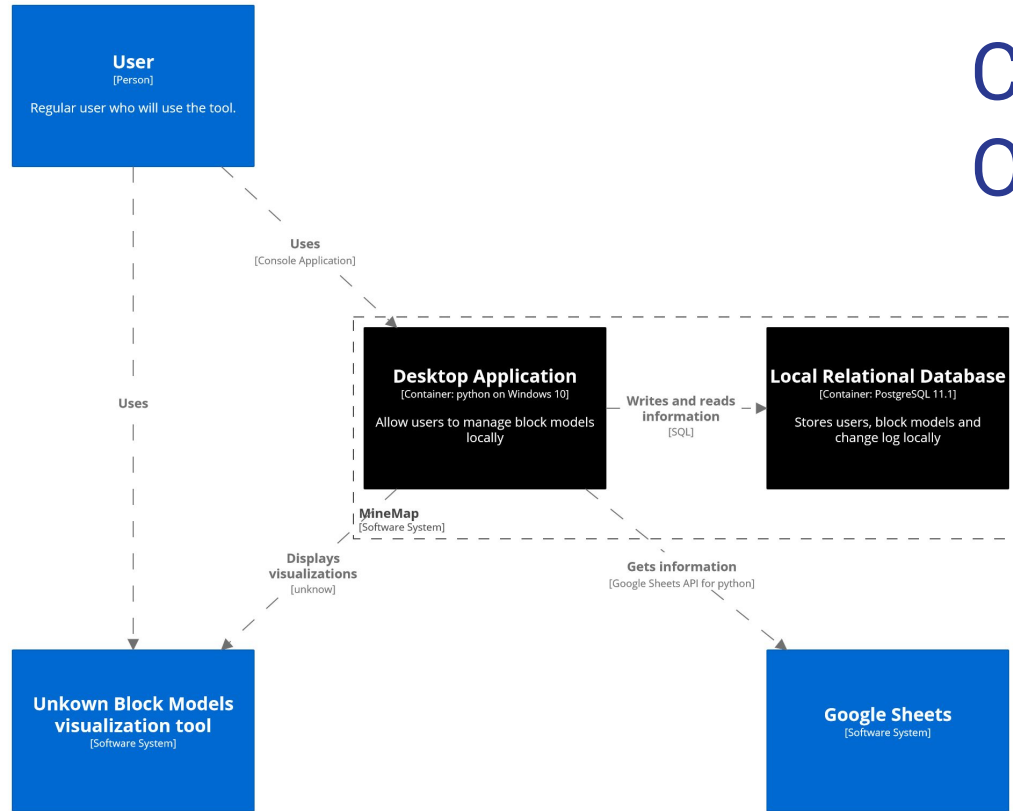 User
[Person]
Regular user who will use the tool.
C
Uses
[Console Application]
Uses
Desktop Application
[Container: python on Windows 10]
Allow users to manage block models
locally
Writes and reads
information
[SQL]
Local Relational Database
[Container: PostgreSQL 11.1]
Stores users, block models and
change log locally
MineMap
[Software System]
Displays
visualizations
[unknow]
Gets information
[Google Sheets API for python]
Unkown Block Models
visualization tool
[Software System]
Google Sheets
[Software System]